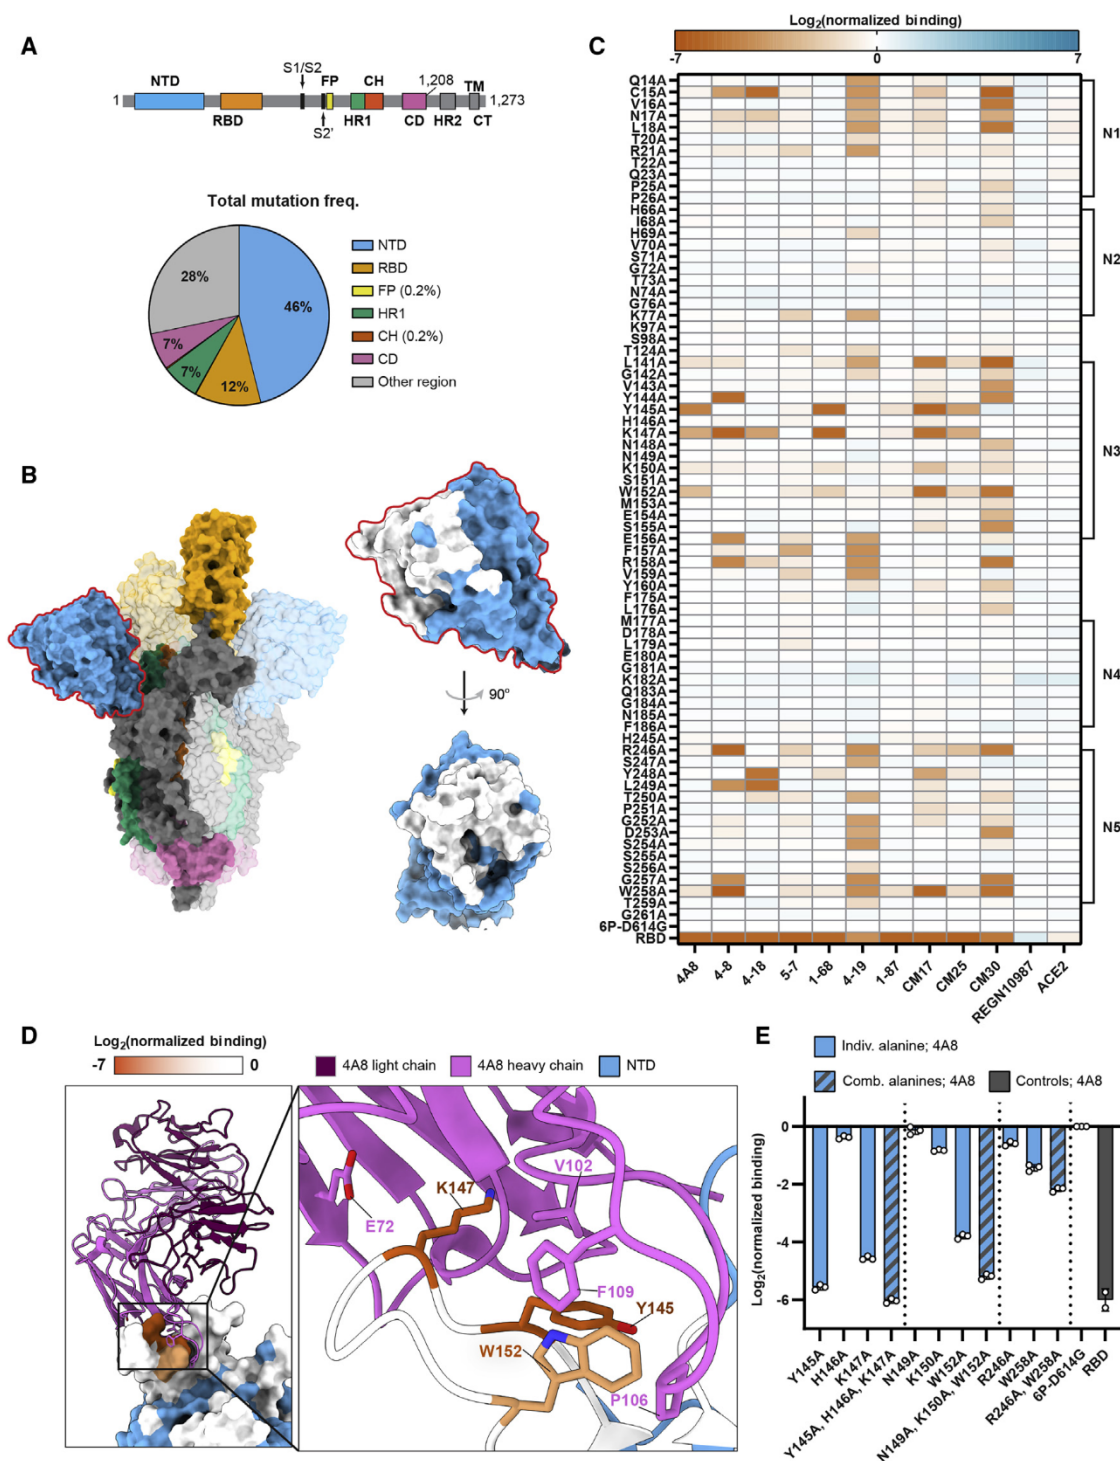 A
NTD
S1/S2
FP
CH
1,208
TM
1
1,273
RBD
S2'
HR1
CD
HR2
CT
Total mutation freq.
28%
46%
7%
7%
12%
NTD
RBD
FP (0.2%)
HR1
CH (0.2%)
CD
Other region
B
90°
C
Log2(normalized binding)
-7
0
7
Q14A
C15A
V16A
N17A
L18A
T20A
R21A
T22A
Q23A
P25A
P26A
H66A
I68A
H69A
V70A
S71A
G72A
T73A
N74A
G76A
K77A
K97A
S98A
T124A
L141A
G142A
V143A
Y144A
Y145A
H146A
K147A
N148A
N149A
K150A
S151A
W152A
M153A
E154A
S155A
E156A
F157A
R158A
V159A
Y160A
F175A
L176A
M177A
D178A
L179A
E180A
G181A
K182A
Q183A
G184A
N185A
F186A
H245A
R246A
S247A
Y248A
L249A
T250A
P251A
G252A
D253A
S254A
S255A
S256A
G257A
W258A
T259A
G261A
6P-D614G
RBD
N1
N2
N3
N4
N5
4A8
4-8
4-18
5-7
1-68
4-19
1-87
CM17
CM25
CM30
REGN10987
ACE2
D
Log2(normalized binding)
-7
0
4A8 light chain
4A8 heavy chain
NTD
V102
K147
E72
F109
Y145
W152
P106
E
Indiv. alanine; 4A8
Comb. alanines; 4A8
Controls; 4A8
Log2(normalized binding)
0
-2
-4
-6
Y145A
H146A
K147A
Y145A, H146A, K147A
N149A
K150A
W152A
N149A, K150A, W152A
R246A
W258A
R246A, W258A
6P-D614G
RBD